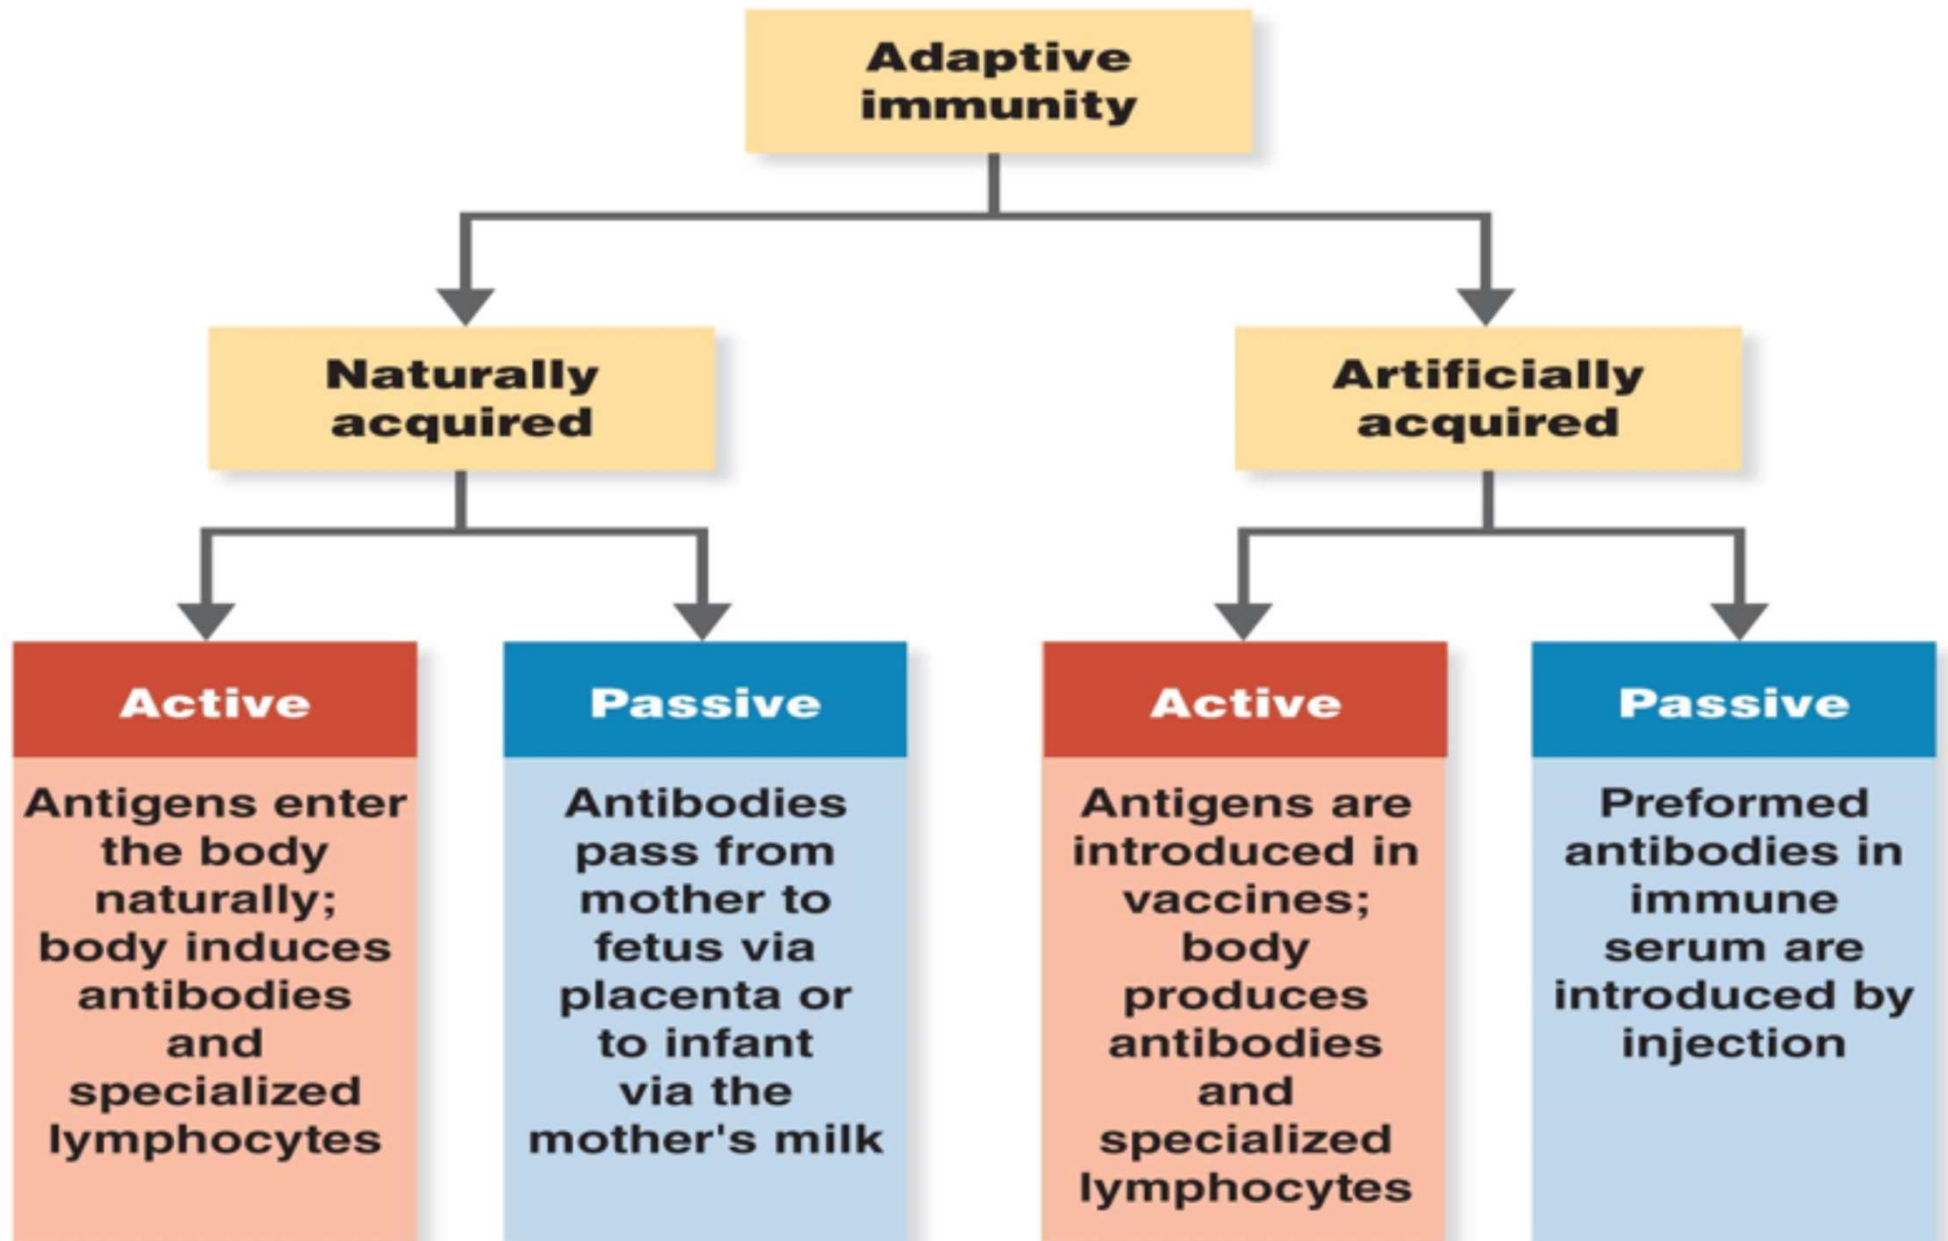 Adaptive
immunity
Naturally
acquired
Artificially
acquired
Active
Antigens enter
the body
naturally;
body induces
antibodies
and
specialized
lymphocytes
Passive
Antibodies
pass from
mother to
fetus via
placenta or
to infant
via the
mother's milk
Active
Antigens are
introduced in
vaccines;
body
produces
antibodies
and
specialized
lymphocytes
Passive
Preformed
antibodies in
immune
serum are
introduced by
injection